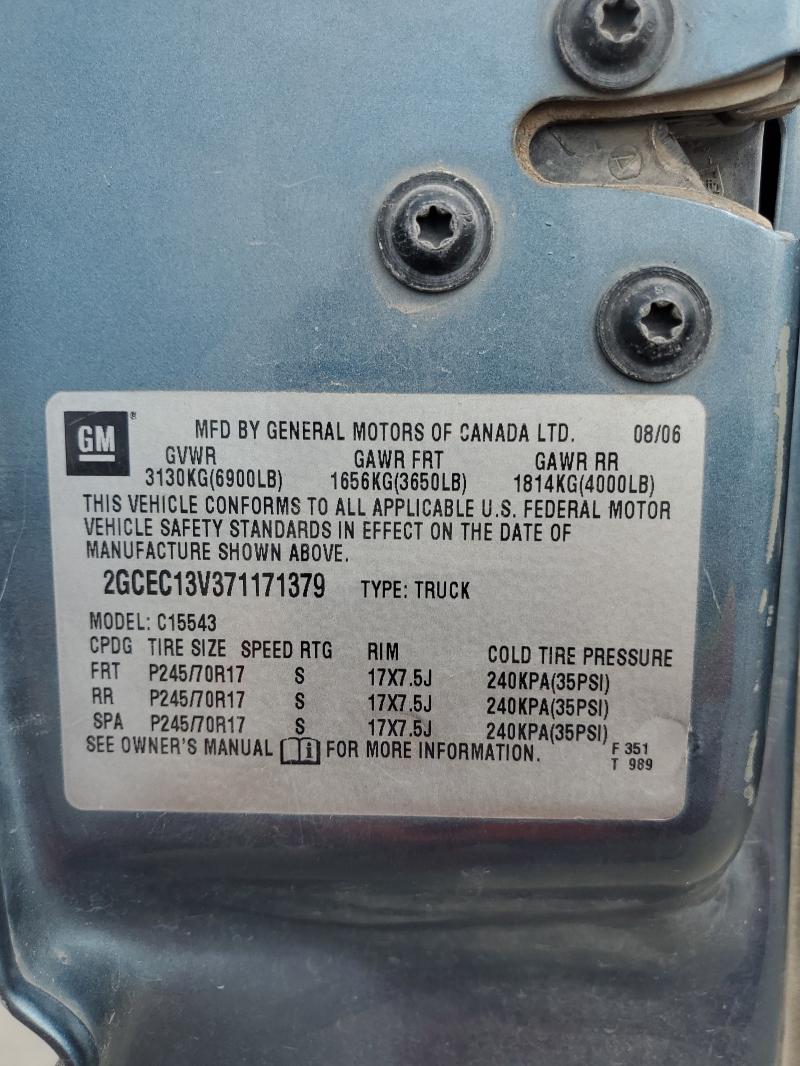 GM ®
MFD BY GENERAL MOTORS OF CANADA LTD. 08/06
GVWR GAWR FRT GAWR RR
3130KG(6900LB) 1656KG(3650LB) 1814KG(4000LB)
THIS VEHICLE CONFORMS TO ALL APPLICABLE U.S. FEDERAL MOTOR
VEHICLE SAFETY STANDARDS IN EFFECT ON THE DATE OF
MANUFACTURE SHOWN ABOVE.
2GCEC13V371171379 TYPE: TRUCK
MODEL: C15543
CPDG TIRE SIZE SPEED RTG RIM COLD TIRE PRESSURE
FRT P245/70R17 S 17X7.5J 240KPA(35PSI)
RR P245/70R17 S 17X7.5J 240KPA(35PSI)
SPA P245/70R17 S 17X7.5J 240KPA(35PSI)
SEE OWNER'S MANUAL i FOR MORE INFORMATION. F 351
T 989